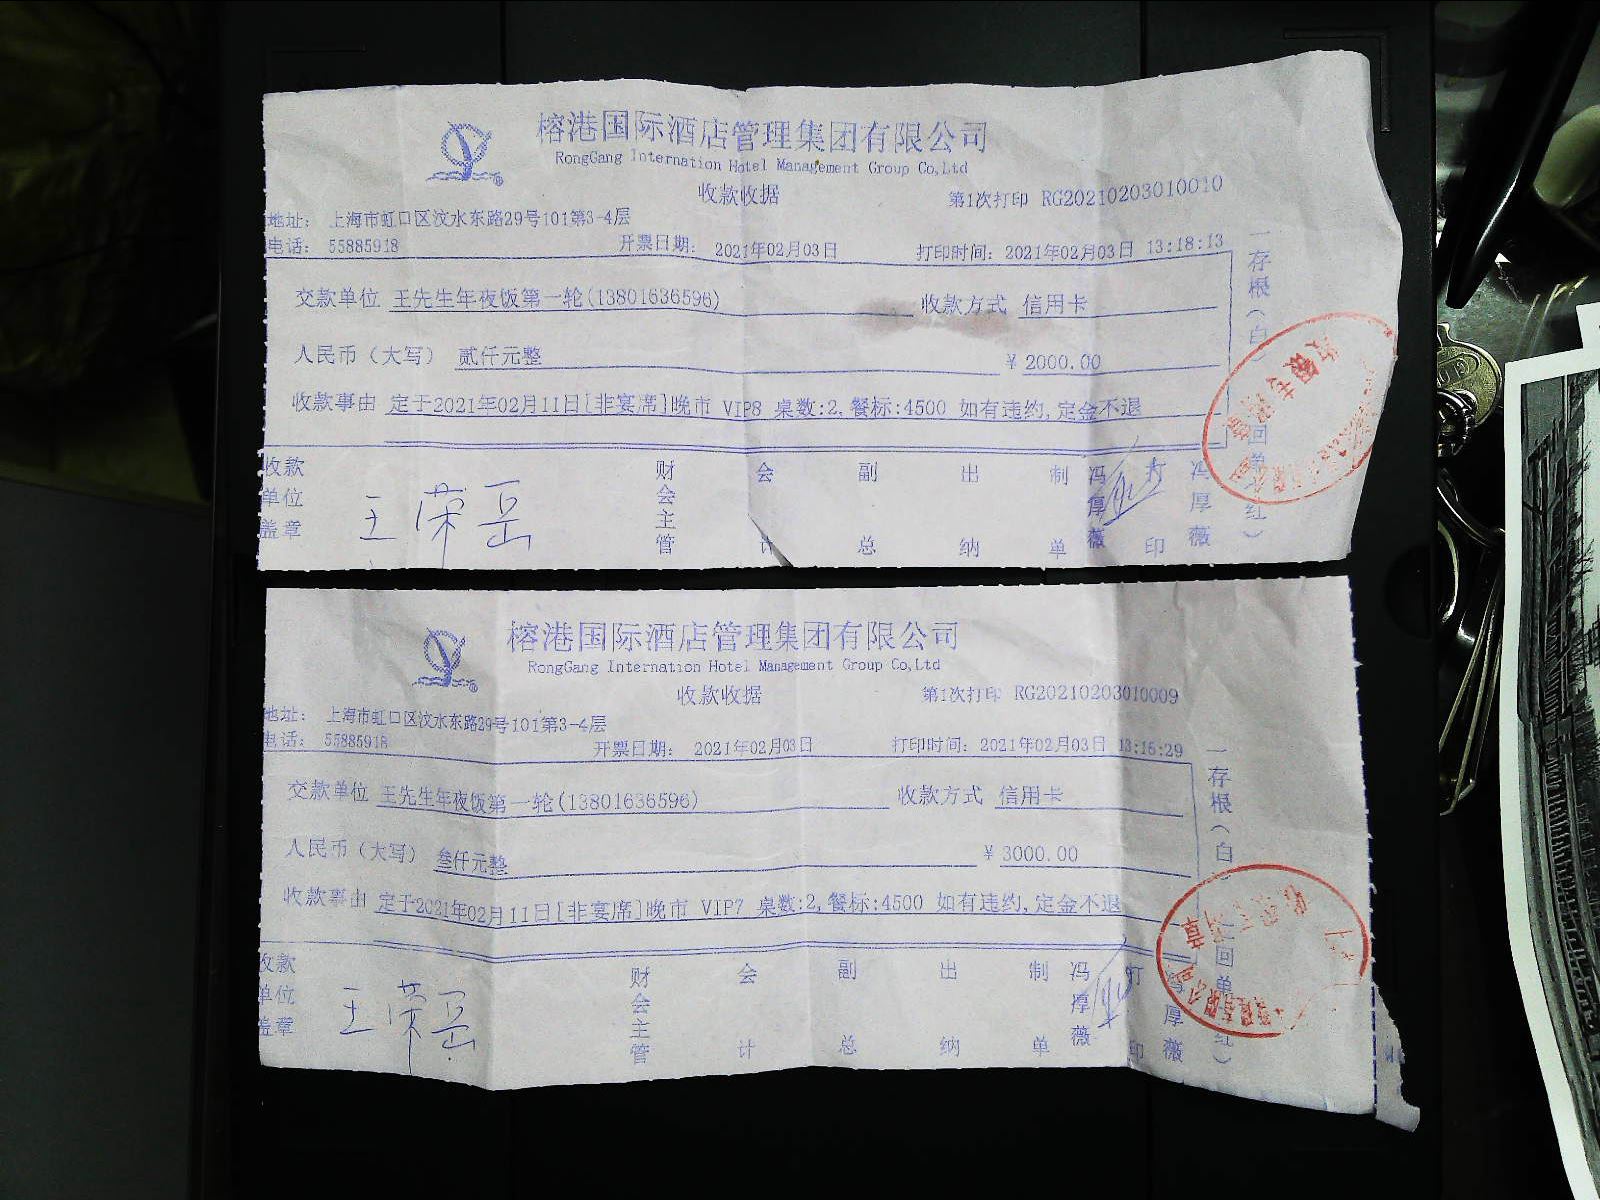 榕港国际酒店管理集团有限公司
RongGang Internation Hotel Management Group Co,Ltd
收款收据
第1次打印 RG20210203010010
地址： 上海市虹口区汶水东路29号101第3-4层
电话： 55885918 开票日期： 2021年02月03日 打印时间：2021年02月03日 13:18:13
交款单位 王先生年夜饭第一轮(13801636596) 收款方式 信用卡
人民币（大写） 贰仟元整 ￥ 2000.00
收款事由 定于2021年02月11日[非宴席]晚市 VIP8 桌数:2,餐标:4500 如有违约,定金不退
收款单位盖章 王荣岳 财会主管 会计 副总 出纳 制单 冯厚薇 打印 冯厚薇
一存根（白） 二回单（红）
榕港国际酒店管理集团有限公司
RongGang Internation Hotel Management Group Co,Ltd
收款收据
第1次打印 RG20210203010009
地址： 上海市虹口区汶水东路29号101第3-4层
电话： 55885918 开票日期： 2021年02月03日 打印时间：2021年02月03日 13:16:29
交款单位 王先生年夜饭第一轮(13801636596) 收款方式 信用卡
人民币（大写） 叁仟元整 ￥ 3000.00
收款事由 定于2021年02月11日[非宴席]晚市 VIP7 桌数:2,餐标:4500 如有违约,定金不退
收款单位盖章 王荣岳 财会主管 会计 副总 出纳 制单 冯厚薇 打印 冯厚薇
一存根（白） 二回单（红）